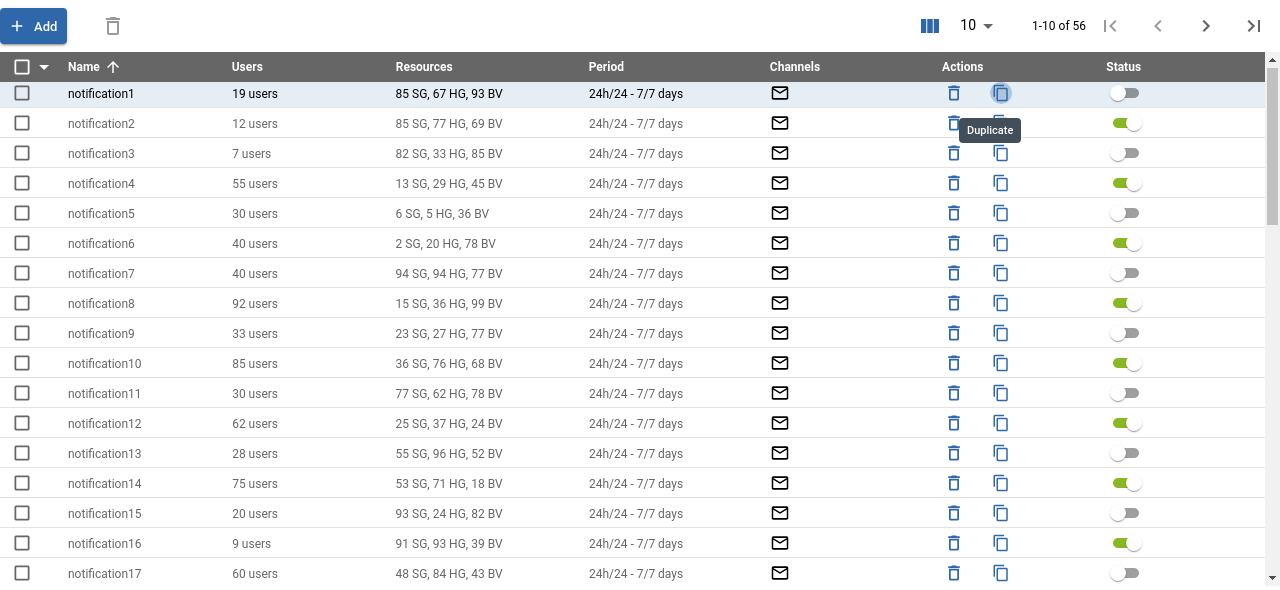 Add 10 1-10 of 56
Name Users Resources Period Channels Actions Status
notification1 19 users 85 SG, 67 HG, 93 BV 24h/24 - 7/7 days
notification2 12 users 85 SG, 77 HG, 69 BV 24h/24 - 7/7 days
Duplicate
notification3 7 users 82 SG, 33 HG, 85 BV 24h/24 - 7/7 days
notification4 55 users 13 SG, 29 HG, 45 BV 24h/24 - 7/7 days
notification5 30 users 6 SG, 5 HG, 36 BV 24h/24 - 7/7 days
notification6 40 users 2 SG, 20 HG, 78 BV 24h/24 - 7/7 days
notification7 40 users 94 SG, 94 HG, 77 BV 24h/24 - 7/7 days
notification8 92 users 15 SG, 36 HG, 99 BV 24h/24 - 7/7 days
notification9 33 users 23 SG, 27 HG, 77 BV 24h/24 - 7/7 days
notification10 85 users 36 SG, 76 HG, 68 BV 24h/24 - 7/7 days
notification11 30 users 77 SG, 62 HG, 78 BV 24h/24 - 7/7 days
notification12 62 users 25 SG, 37 HG, 24 BV 24h/24 - 7/7 days
notification13 28 users 55 SG, 96 HG, 52 BV 24h/24 - 7/7 days
notification14 75 users 53 SG, 71 HG, 18 BV 24h/24 - 7/7 days
notification15 20 users 93 SG, 24 HG, 82 BV 24h/24 - 7/7 days
notification16 9 users 91 SG, 93 HG, 39 BV 24h/24 - 7/7 days
notification17 60 users 48 SG, 84 HG, 43 BV 24h/24 - 7/7 days